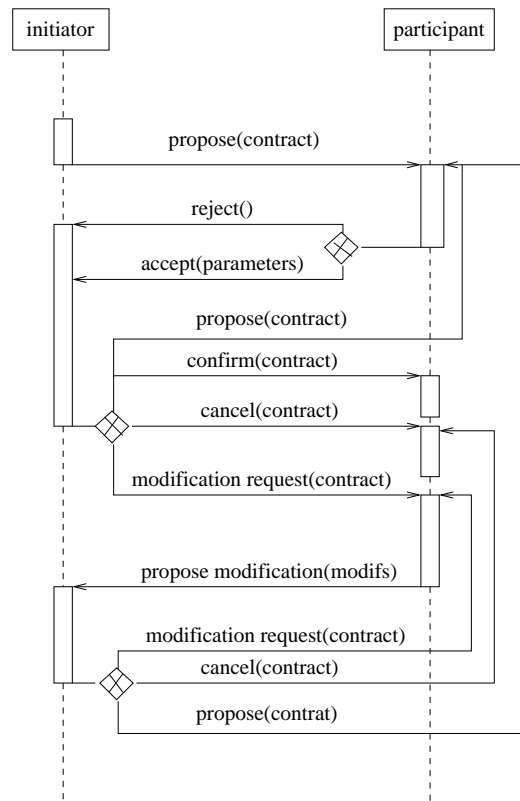 initiator
participant
propose(contract)
reject()
accept(parameters)
propose(contract)
confirm(contract)
cancel(contract)
modification request(contract)
propose modification(modifs)
modification request(contract)
cancel(contract)
propose(contrat)